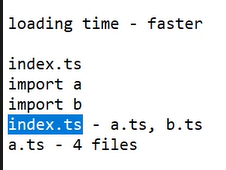 loading time - faster
index.ts
import a
import b
index.ts - a.ts, b.ts
a.ts - 4 files